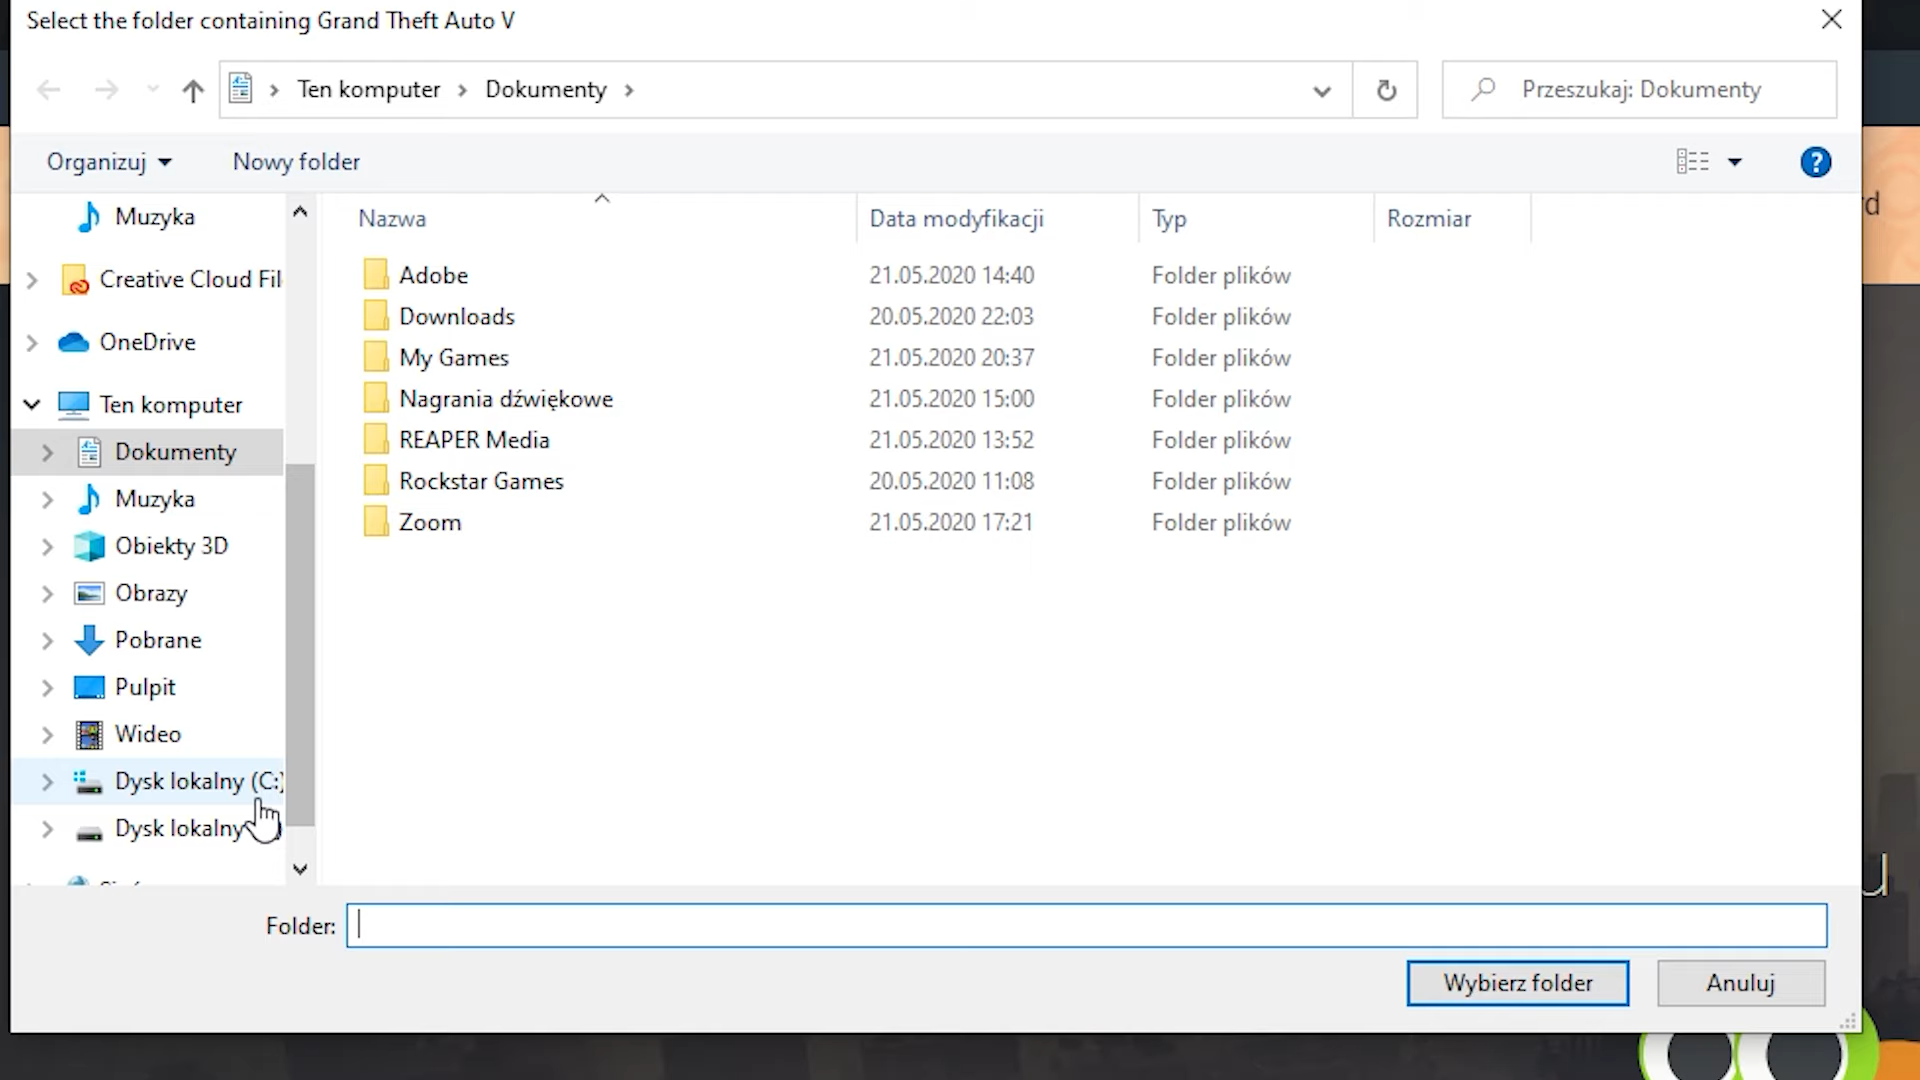 Select the folder containing Grand Theft Auto V
Ten komputer > Dokumenty >
Przeszukaj: Dokumenty
Organizuj
Nowy folder
Muzyka
Creative Cloud Fil
OneDrive
Ten komputer
Dokumenty
Muzyka
Obiekty 3D
Obrazy
Pobrane
Pulpit
Wideo
Dysk lokalny (C:)
Dysk lokalny
Nazwa Data modyfikacji Typ Rozmiar
Adobe 21.05.2020 14:40 Folder plików
Downloads 20.05.2020 22:03 Folder plików
My Games 21.05.2020 20:37 Folder plików
Nagrania dźwiękowe 21.05.2020 15:00 Folder plików
REAPER Media 21.05.2020 13:52 Folder plików
Rockstar Games 20.05.2020 11:08 Folder plików
Zoom 21.05.2020 17:21 Folder plików
Folder:
Wybierz folder
Anuluj
rd